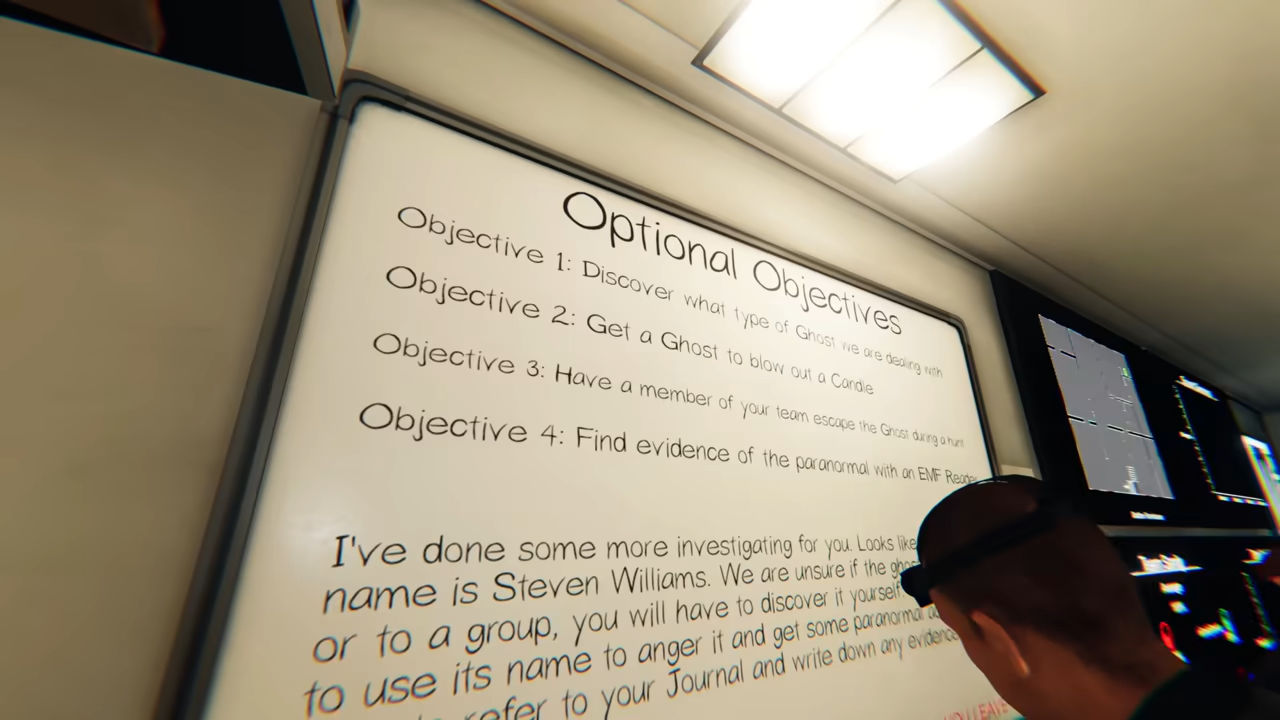 Optional Objectives
Objective 1: Discover what type of Ghost we are dealing with
Objective 2: Get a Ghost to blow out a Candle
Objective 3: Have a member of your team escape the Ghost during a hunt
Objective 4: Find evidence of the paranormal with an EMF Reader
I've done some more investigating for you. Looks like
name is Steven Williams. We are unsure if the
or to a group, you will have to discover it yourself
to use its name to anger it and get some paranormal
refer to your Journal and write down any evidence
YOU LEAVE